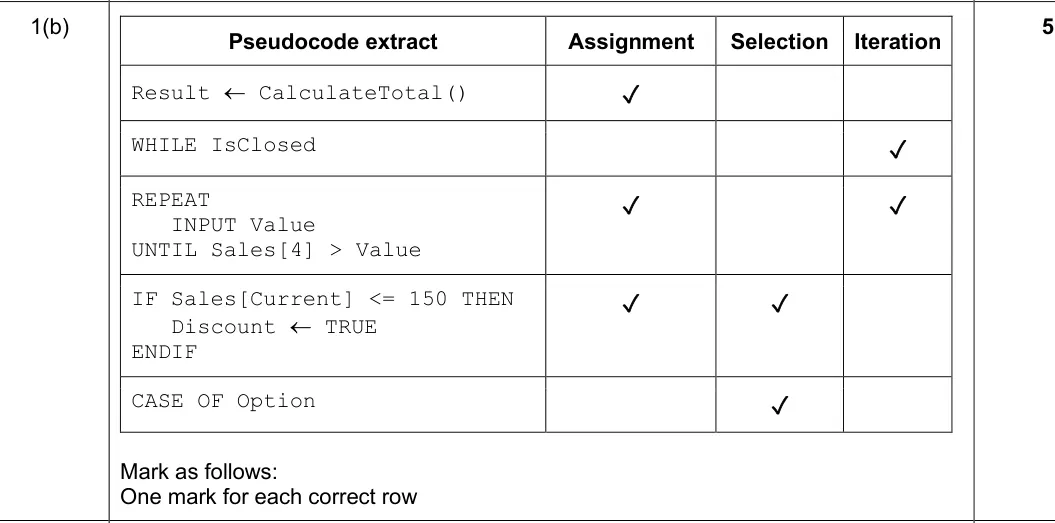 1(b)
5
Pseudocode extract Assignment Selection Iteration
Result ← CalculateTotal() ✓
WHILE IsClosed ✓
REPEAT ✓ ✓
INPUT Value
UNTIL Sales[4] > Value
IF Sales[Current] <= 150 THEN ✓ ✓
Discount ← TRUE
ENDIF
CASE OF Option ✓
Mark as follows:
One mark for each correct row